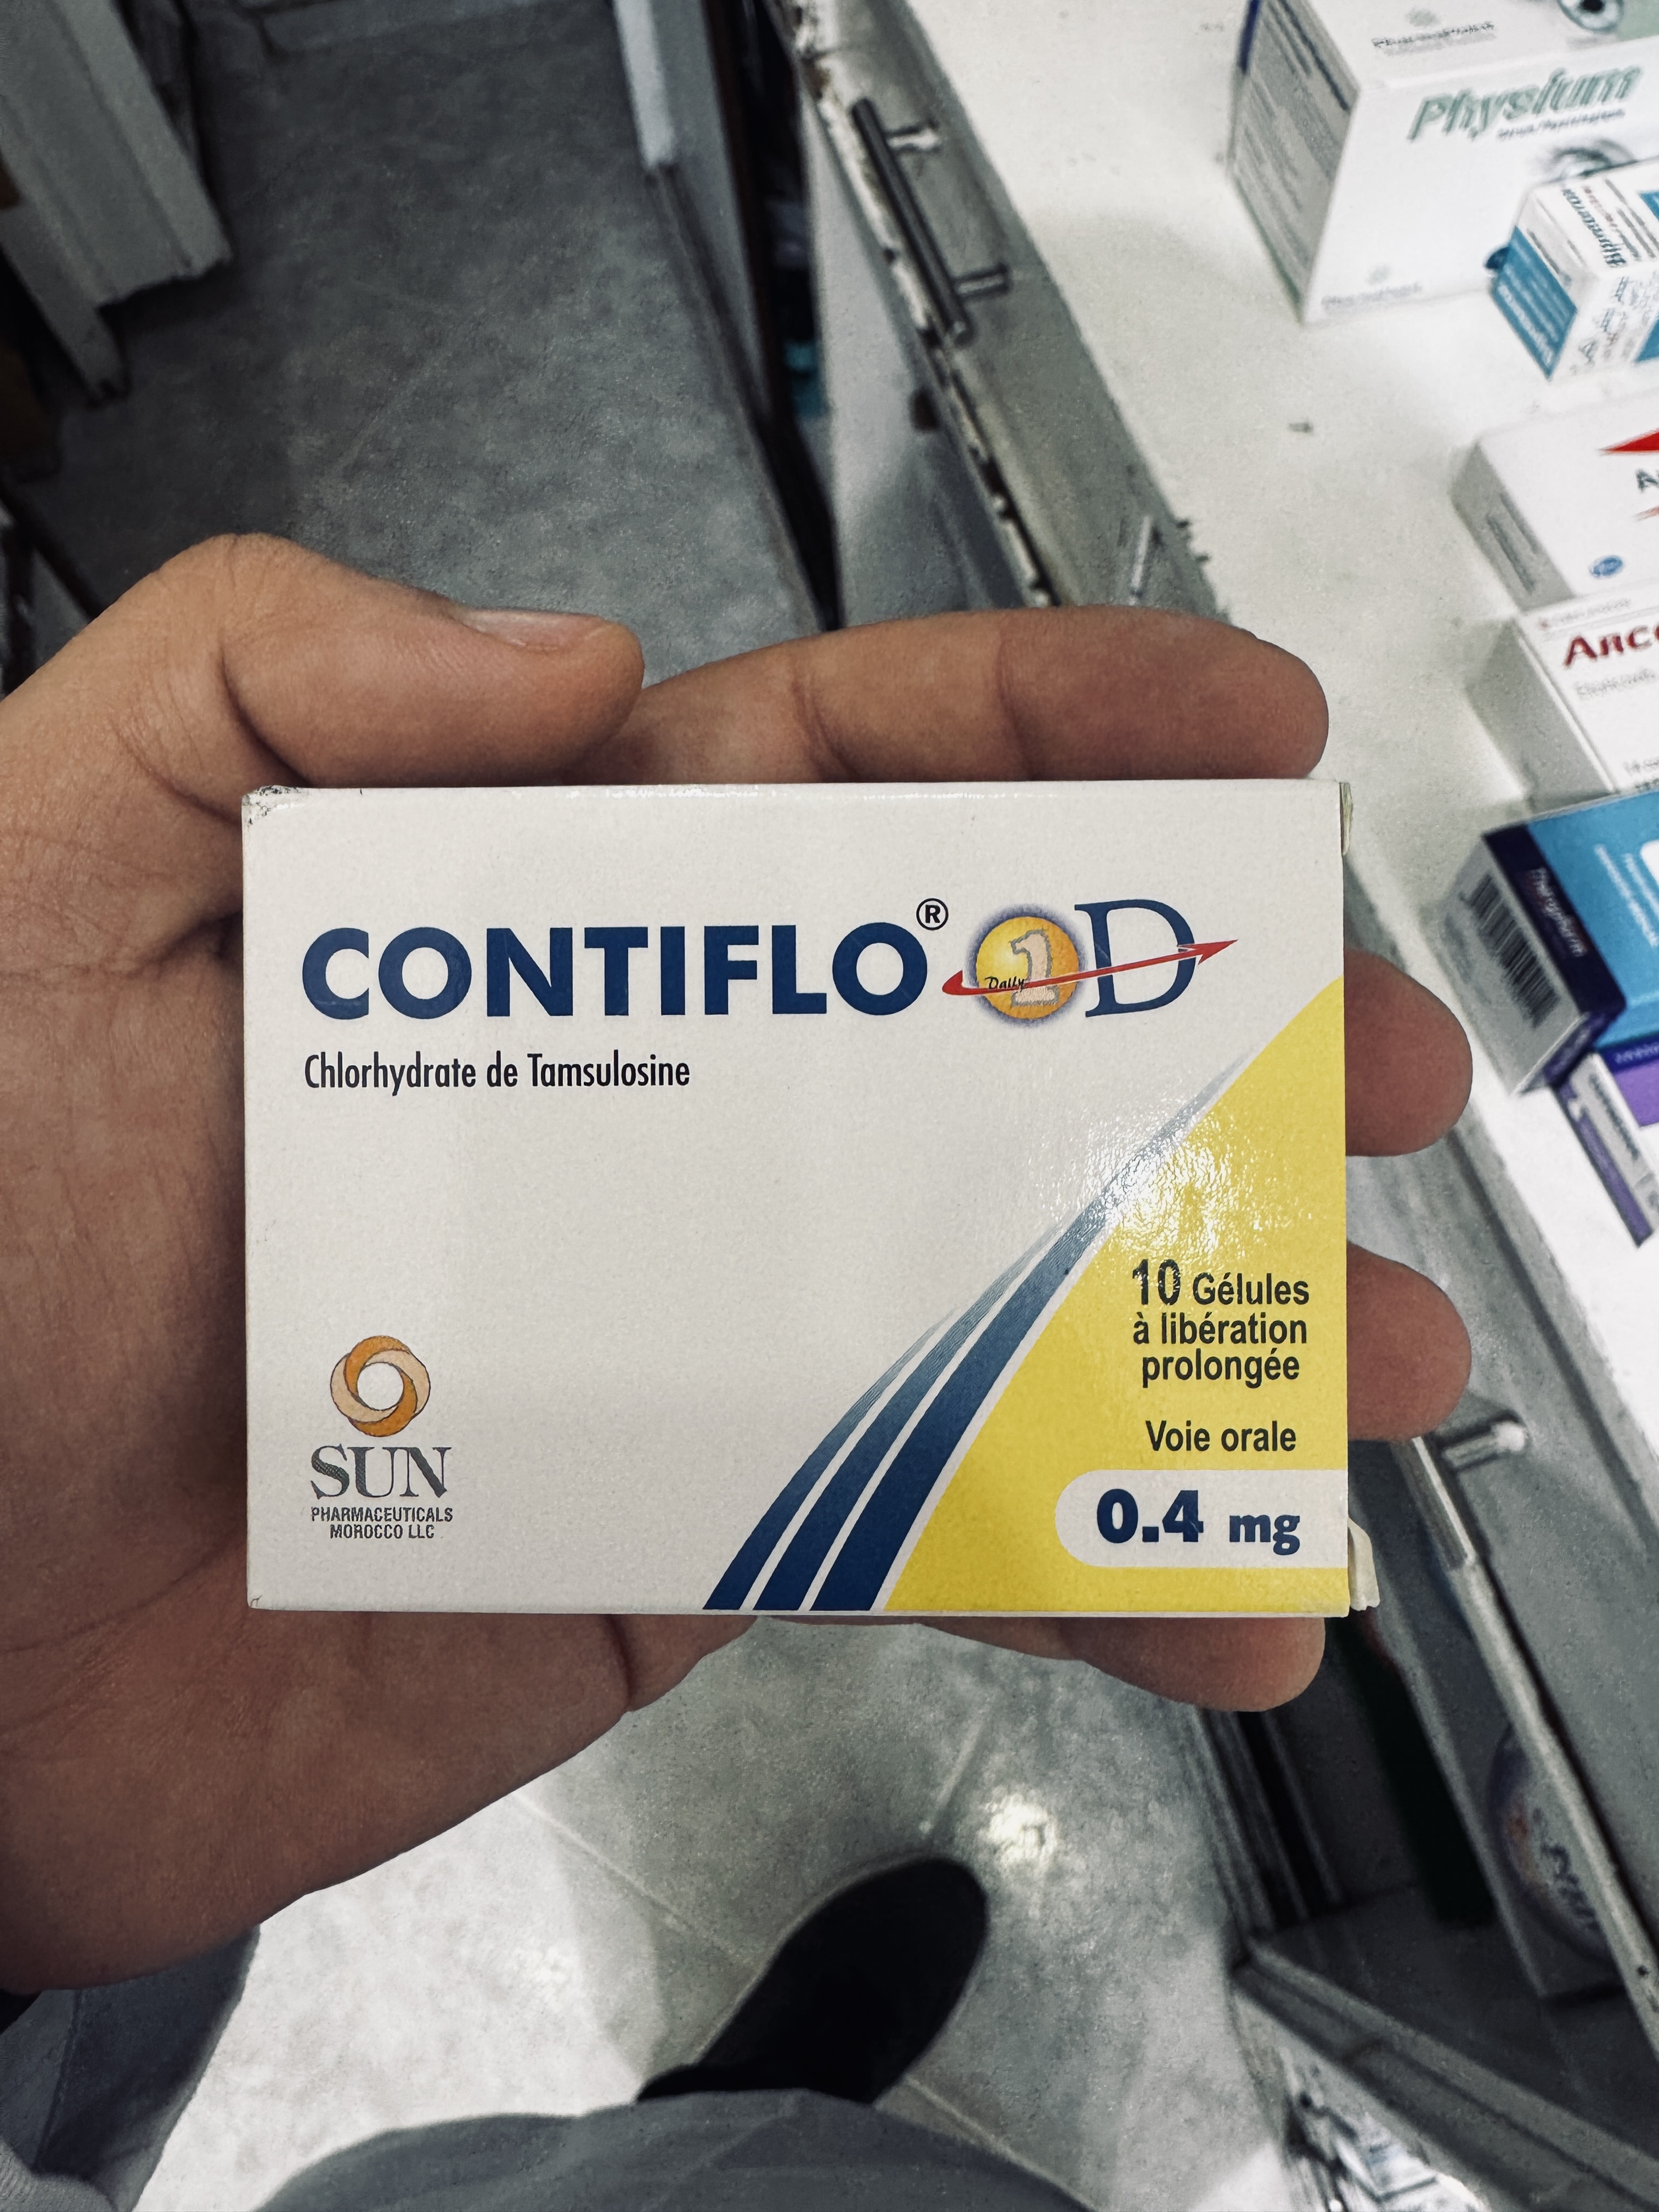 CONTIFLO® OD
Daily 1
Chlorhydrate de Tamsulosine
10 Gélules
à libération
prolongée
Voie orale
0.4 mg
SUN
PHARMACEUTICALS
MOROCCO LLC
Physium